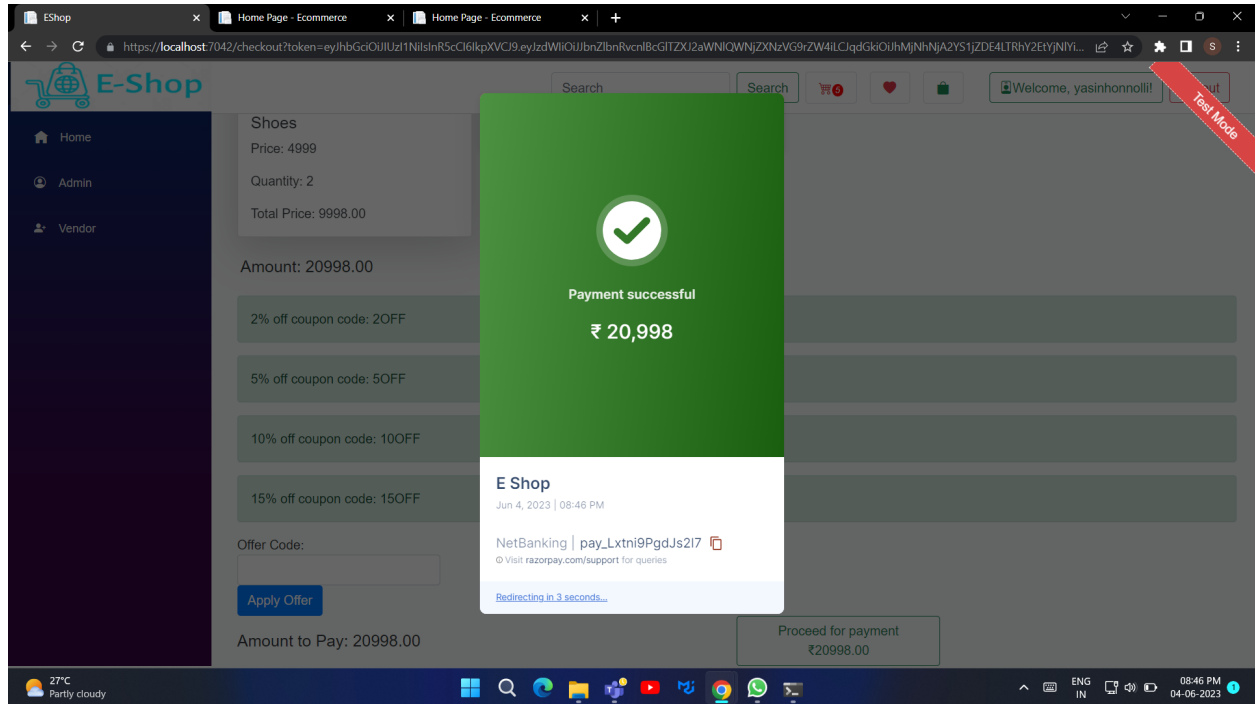 EShop
Home Page - Ecommerce
Home Page - Ecommerce
https://localhost:7042/checkout?token=
E-Shop
Search
Search
5
Welcome, yasinhonnolli!
ut
Test Mode
Home
Admin
Vendor
Shoes
Price: 4999
Quantity: 2
Total Price: 9998.00
Amount: 20998.00
2% off coupon code: 2OFF
5% off coupon code: 5OFF
10% off coupon code: 10OFF
15% off coupon code: 15OFF
Offer Code:
Apply Offer
Amount to Pay: 20998.00
Proceed for payment
₹20998.00
Payment successful
₹ 20,998
E Shop
Jun 4, 2023 | 08:46 PM
NetBanking | pay_Lxtni9PgdJs2I7
Visit razorpay.com/support for queries
Redirecting in 3 seconds...
S
27°C
Partly cloudy
ENG
IN
08:46 PM
04-06-2023
1